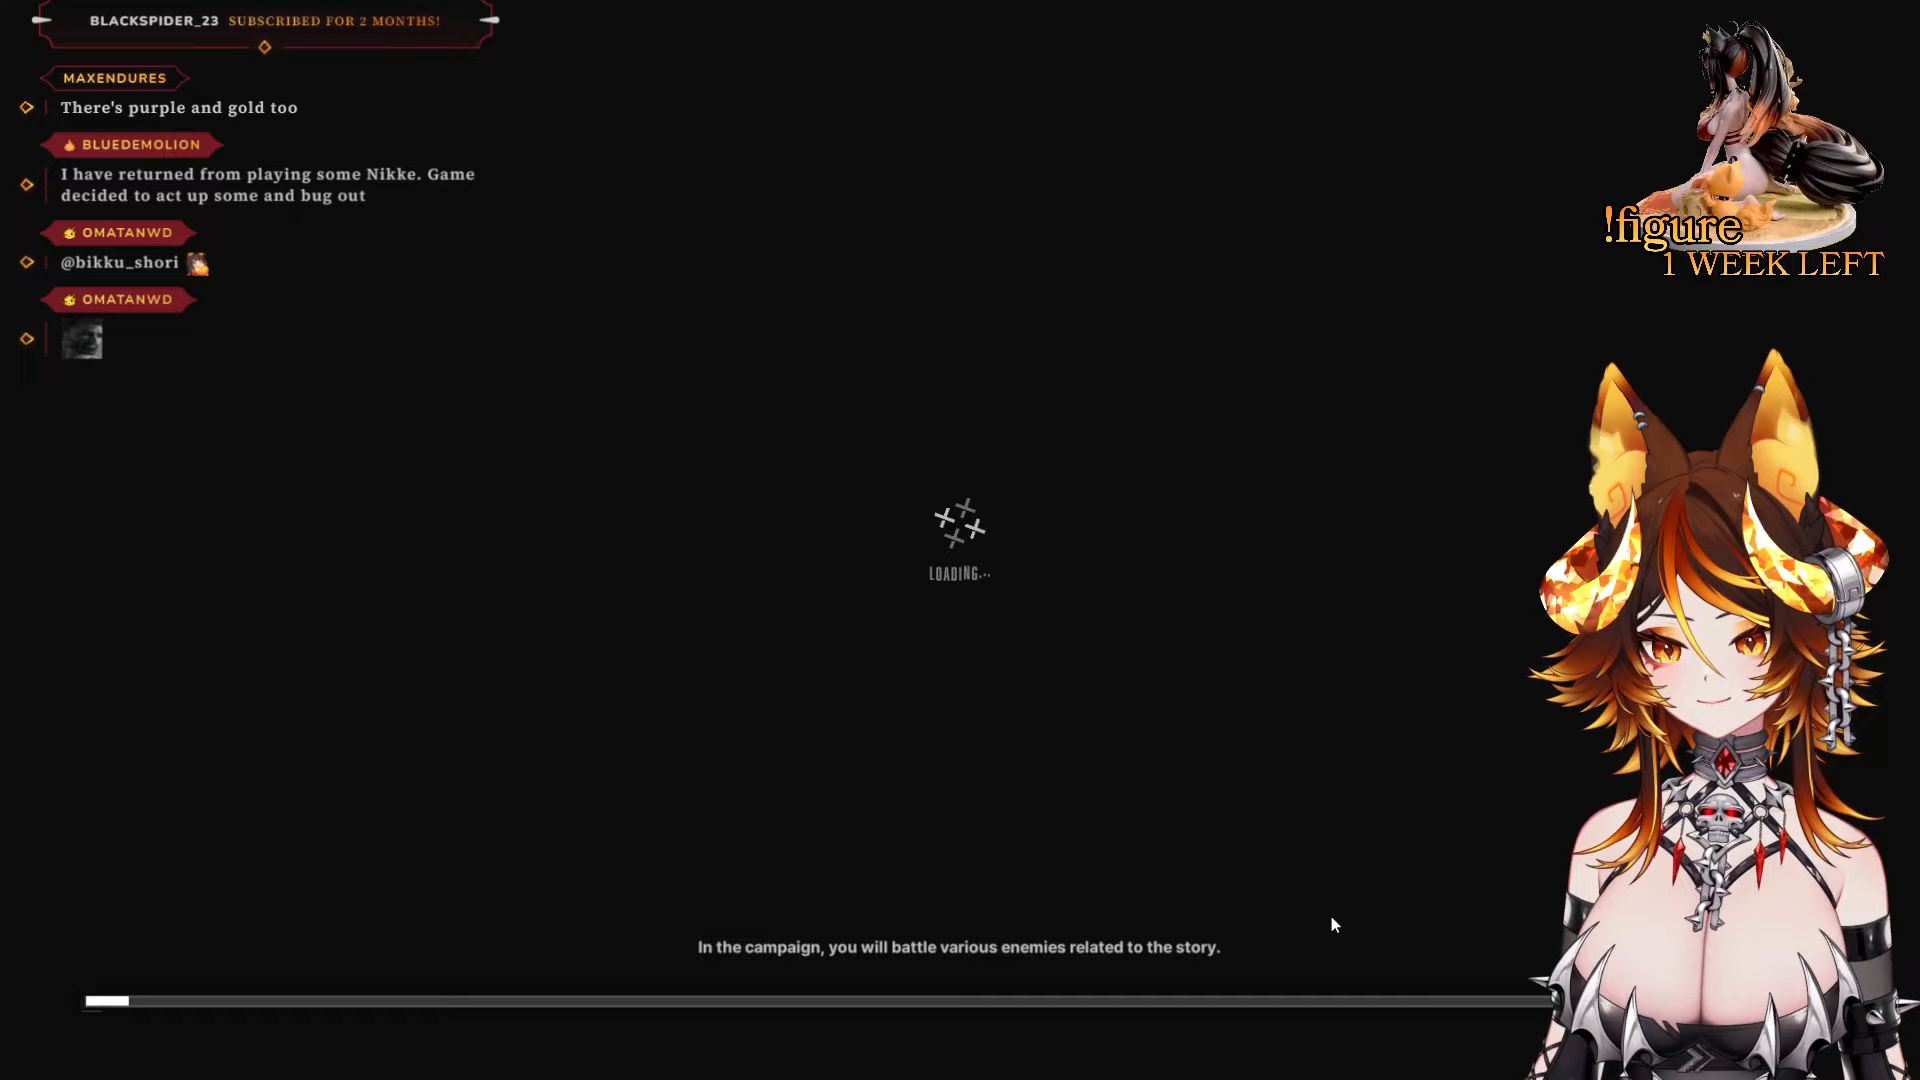 BLACKSPIDER_23 SUBSCRIBED FOR 2 MONTHS!
MAXENDURES
There's purple and gold too
BLUEDEMOLION
I have returned from playing some Nikke. Game
decided to act up some and bug out
OMATANWD
@bikku_shori
OMATANWD
!figure
1 WEEK LEFT
LOADING...
In the campaign, you will battle various enemies related to the story.